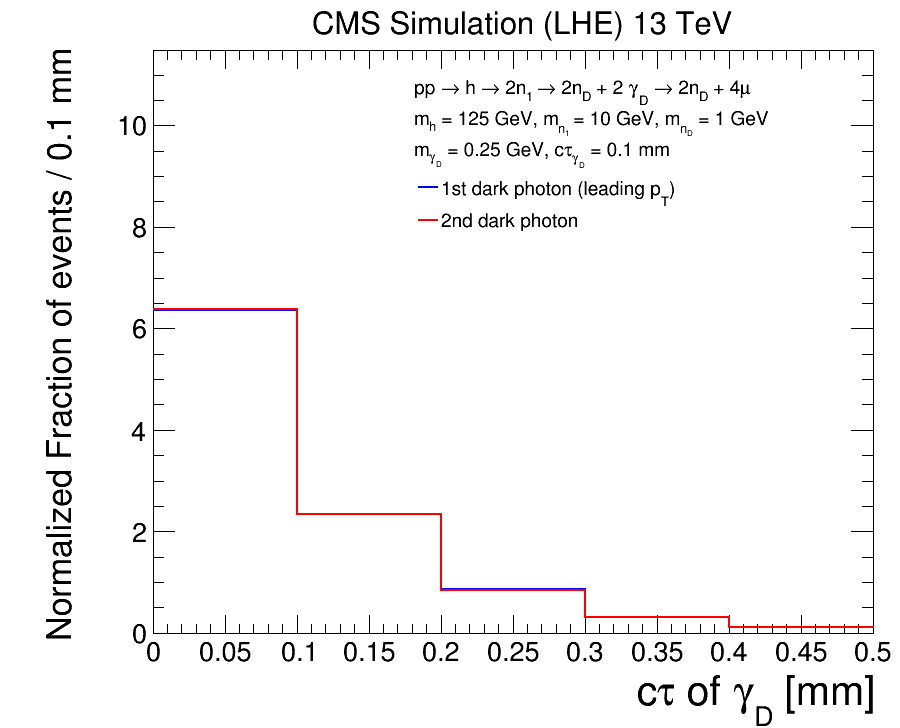 CMS Simulation (LHE) 13 TeV
Normalized Fraction of events / 0.1 mm
pp → h → 2n1 → 2nD + 2 γD → 2nD + 4μ
mh = 125 GeV, mn1 = 10 GeV, mnD = 1 GeV
mγD = 0.25 GeV, cτγD = 0.1 mm
1st dark photon (leading pT)
2nd dark photon
10
8
6
4
2
0
0 0.05 0.1 0.15 0.2 0.25 0.3 0.35 0.4 0.45 0.5
cτ of γD [mm]